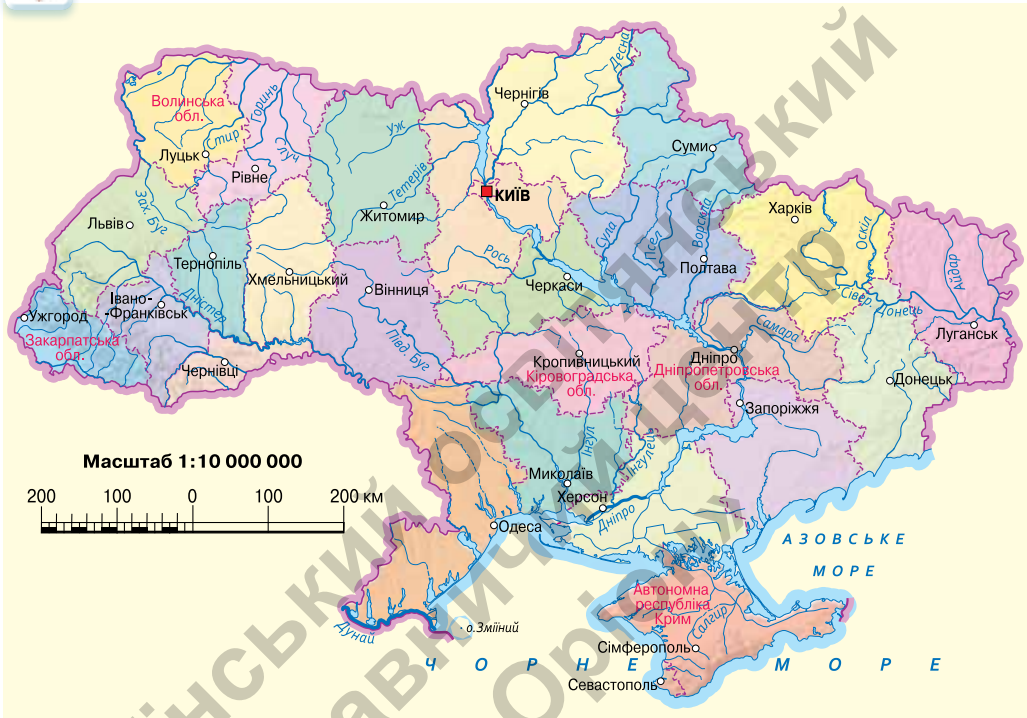 Чернігів
Десна
Волинська
обл.
Горинь
Стир
Луцьк
Случ
Рівне
Уж
Суми
Тетерів
КИЇВ
Житомир
Зах. Буг
Львів
Харків
Оскіл
Сула
Псел
Ворскла
Полтава
Айдар
Тернопіль
Хмельницький
Рось
Черкаси
Вінниця
Сівер. Донець
Івано-
-Франківськ
Дністер
Ужгород
Закарпатська
обл.
Чернівці
Півд. Буг
Самара
Луганськ
Дніпро
Кропивницький
Кіровоградська
обл.
Дніпропетровська
обл.
Донецьк
Запоріжжя
Масштаб 1:10 000 000
200 100 0 100 200 км
Інгул
Інгулець
Миколаїв
Херсон
Дніпро
Одеса
АЗОВСЬКЕ
МОРЕ
Автономна
республіка
Крим
Салгир
Дунай
о.Зміїний
Сімферополь
Севастополь
ЧОРНЕ МОРЕ